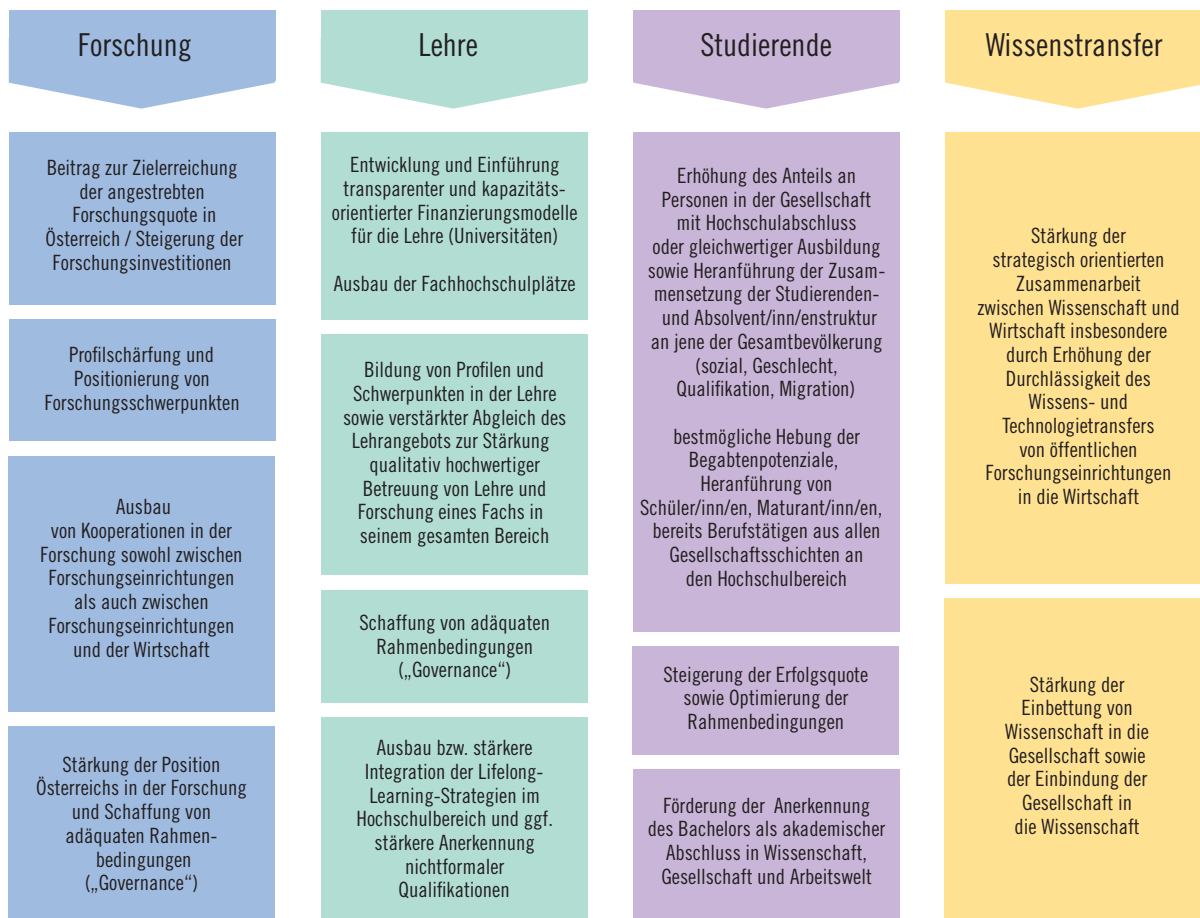 Forschung
Beitrag zur Zielerreichung
der angestrebten
Forschungsquote in
Österreich / Steigerung der
Forschungsinvestitionen
Profilschärfung und
Positionierung von
Forschungsschwerpunkten
Ausbau
von Kooperationen in der
Forschung sowohl zwischen
Forschungseinrichtungen
als auch zwischen
Forschungseinrichtungen
und der Wirtschaft
Stärkung der Position
Österreichs in der Forschung
und Schaffung von
adäquaten Rahmen-
bedingungen
(„Governance“)
Lehre
Entwicklung und Einführung
transparenter und kapazitäts-
orientierter Finanzierungsmodelle
für die Lehre (Universitäten)
Ausbau der Fachhochschulplätze
Bildung von Profilen und
Schwerpunkten in der Lehre
sowie verstärkter Abgleich des
Lehrangebots zur Stärkung
qualitativ hochwertiger
Betreuung von Lehre und
Forschung eines Fachs in
seinem gesamten Bereich
Schaffung von adäquaten
Rahmenbedingungen
(„Governance“)
Ausbau bzw. stärkere
Integration der Lifelong-
Learning-Strategien im
Hochschulbereich und ggf.
stärkere Anerkennung
nichtformaler
Qualifikationen
Studierende
Erhöhung des Anteils an
Personen in der Gesellschaft
mit Hochschulabschluss
oder gleichwertiger Ausbildung
sowie Heranführung der Zusam-
mensetzung der Studierenden-
und Absolvent/inn/enstruktur
an jene der Gesamtbevölkerung
(sozial, Geschlecht,
Qualifikation, Migration)
bestmögliche Hebung der
Begabtenpotenziale,
Heranführung von
Schüler/inn/en, Maturant/inn/en,
bereits Berufstätigen aus allen
Gesellschaftsschichten an
den Hochschulbereich
Steigerung der Erfolgsquote
sowie Optimierung der
Rahmenbedingungen
Förderung der Anerkennung
des Bachelors als akademischer
Abschluss in Wissenschaft,
Gesellschaft und Arbeitswelt
Wissenstransfer
Stärkung der
strategisch orientierten
Zusammenarbeit
zwischen Wissenschaft und
Wirtschaft insbesondere
durch Erhöhung der
Durchlässigkeit des
Wissens- und
Technologietransfers
von öffentlichen
Forschungseinrichtungen
in die Wirtschaft
Stärkung der
Einbettung von
Wissenschaft in die
Gesellschaft sowie
der Einbindung der
Gesellschaft in
die Wissenschaft